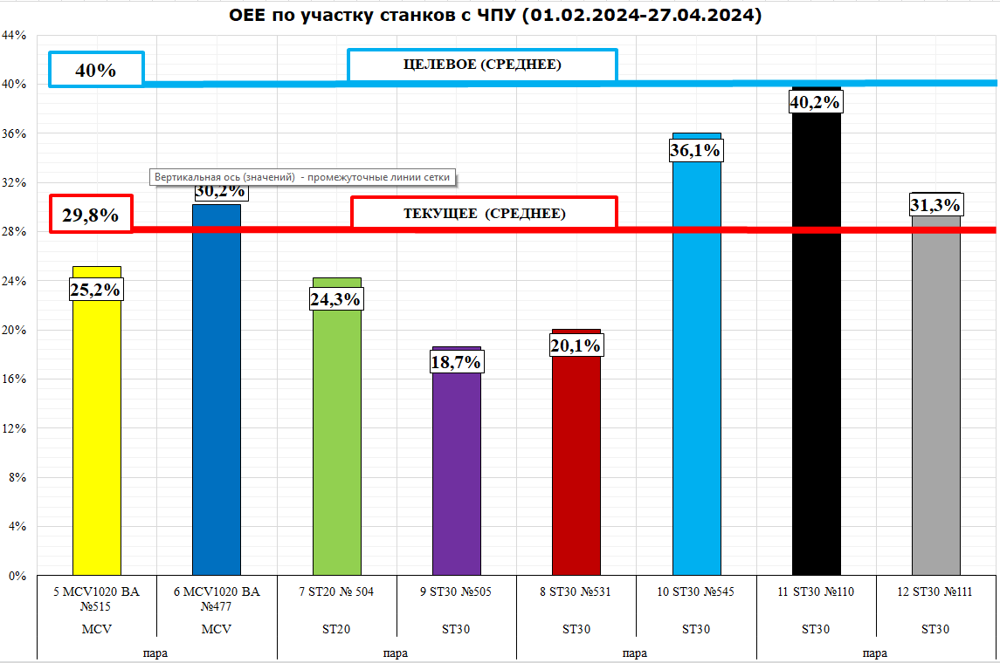 OEE по участку станков с ЧПУ (01.02.2024-27.04.2024)
44%
40%
ЦЕЛЕВОЕ (СРЕДНЕЕ)
40%
40,2%
36%
36,1%
Вертикальная ось (значений) - промежуточные линии сетки
32%
30,2%
31,3%
29,8%
ТЕКУЩЕЕ (СРЕДНЕЕ)
28%
24%
25,2%
24,3%
20%
20,1%
18,7%
16%
12%
8%
4%
0%
5 MCV1020 BA
№515
6 MCV1020 BA
№477
7 ST20 № 504
9 ST30 №505
8 ST30 №531
10 ST30 №545
11 ST30 №110
12 ST30 №111
MCV
MCV
ST20
ST30
ST30
ST30
ST30
ST30
пара
пара
пара
пара